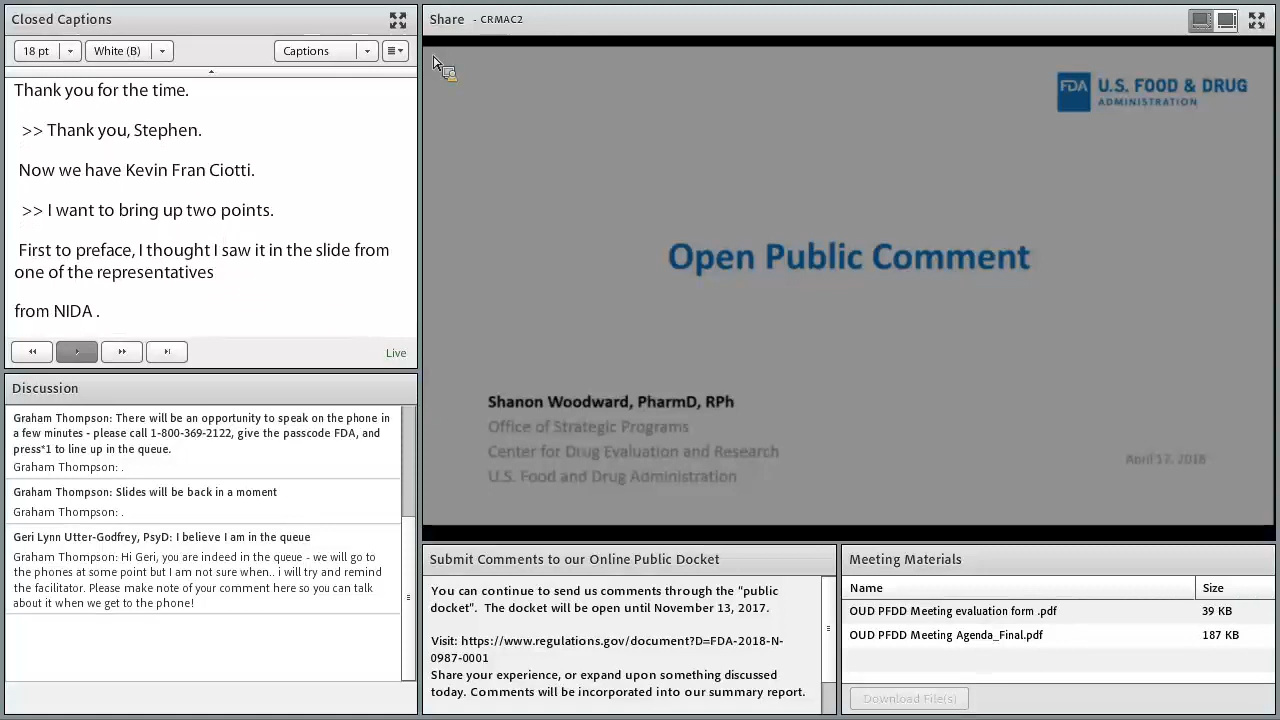 Closed Captions
18 pt
White (B)
Captions
Thank you for the time.
>> Thank you, Stephen.
Now we have Kevin Fran Ciotti.
>> I want to bring up two points.
First to preface, I thought I saw it in the slide from
one of the representatives
from NIDA .
Live
Discussion
Graham Thompson: There will be an opportunity to speak on the phone in
a few minutes - please call 1-800-369-2122, give the passcode FDA, and
press*1 to line up in the queue.
Graham Thompson: .
Graham Thompson: Slides will be back in a moment
Graham Thompson: .
Geri Lynn Utter-Godfrey, PsyD: I believe I am in the queue
Graham Thompson: Hi Geri, you are indeed in the queue - we will go to
the phones at some point but I am not sure when.. i will try and remind
the facilitator. Please make note of your comment here so you can talk
about it when we get to the phone!
Share - CRMAC2
FDA U.S. FOOD & DRUG
ADMINISTRATION
Open Public Comment
Shanon Woodward, PharmD, RPh
Office of Strategic Programs
Center for Drug Evaluation and Research
U.S. Food and Drug Administration
April 17, 2018
Submit Comments to our Online Public Docket
You can continue to send us comments through the "public
docket". The docket will be open until November 13, 2017.
Visit: https://www.regulations.gov/document?D=FDA-2018-N-
0987-0001
Share your experience, or expand upon something discussed
today. Comments will be incorporated into our summary report.
Meeting Materials
Name Size
OUD PFDD Meeting evaluation form .pdf 39 KB
OUD PFDD Meeting Agenda_Final.pdf 187 KB
Download File(s)